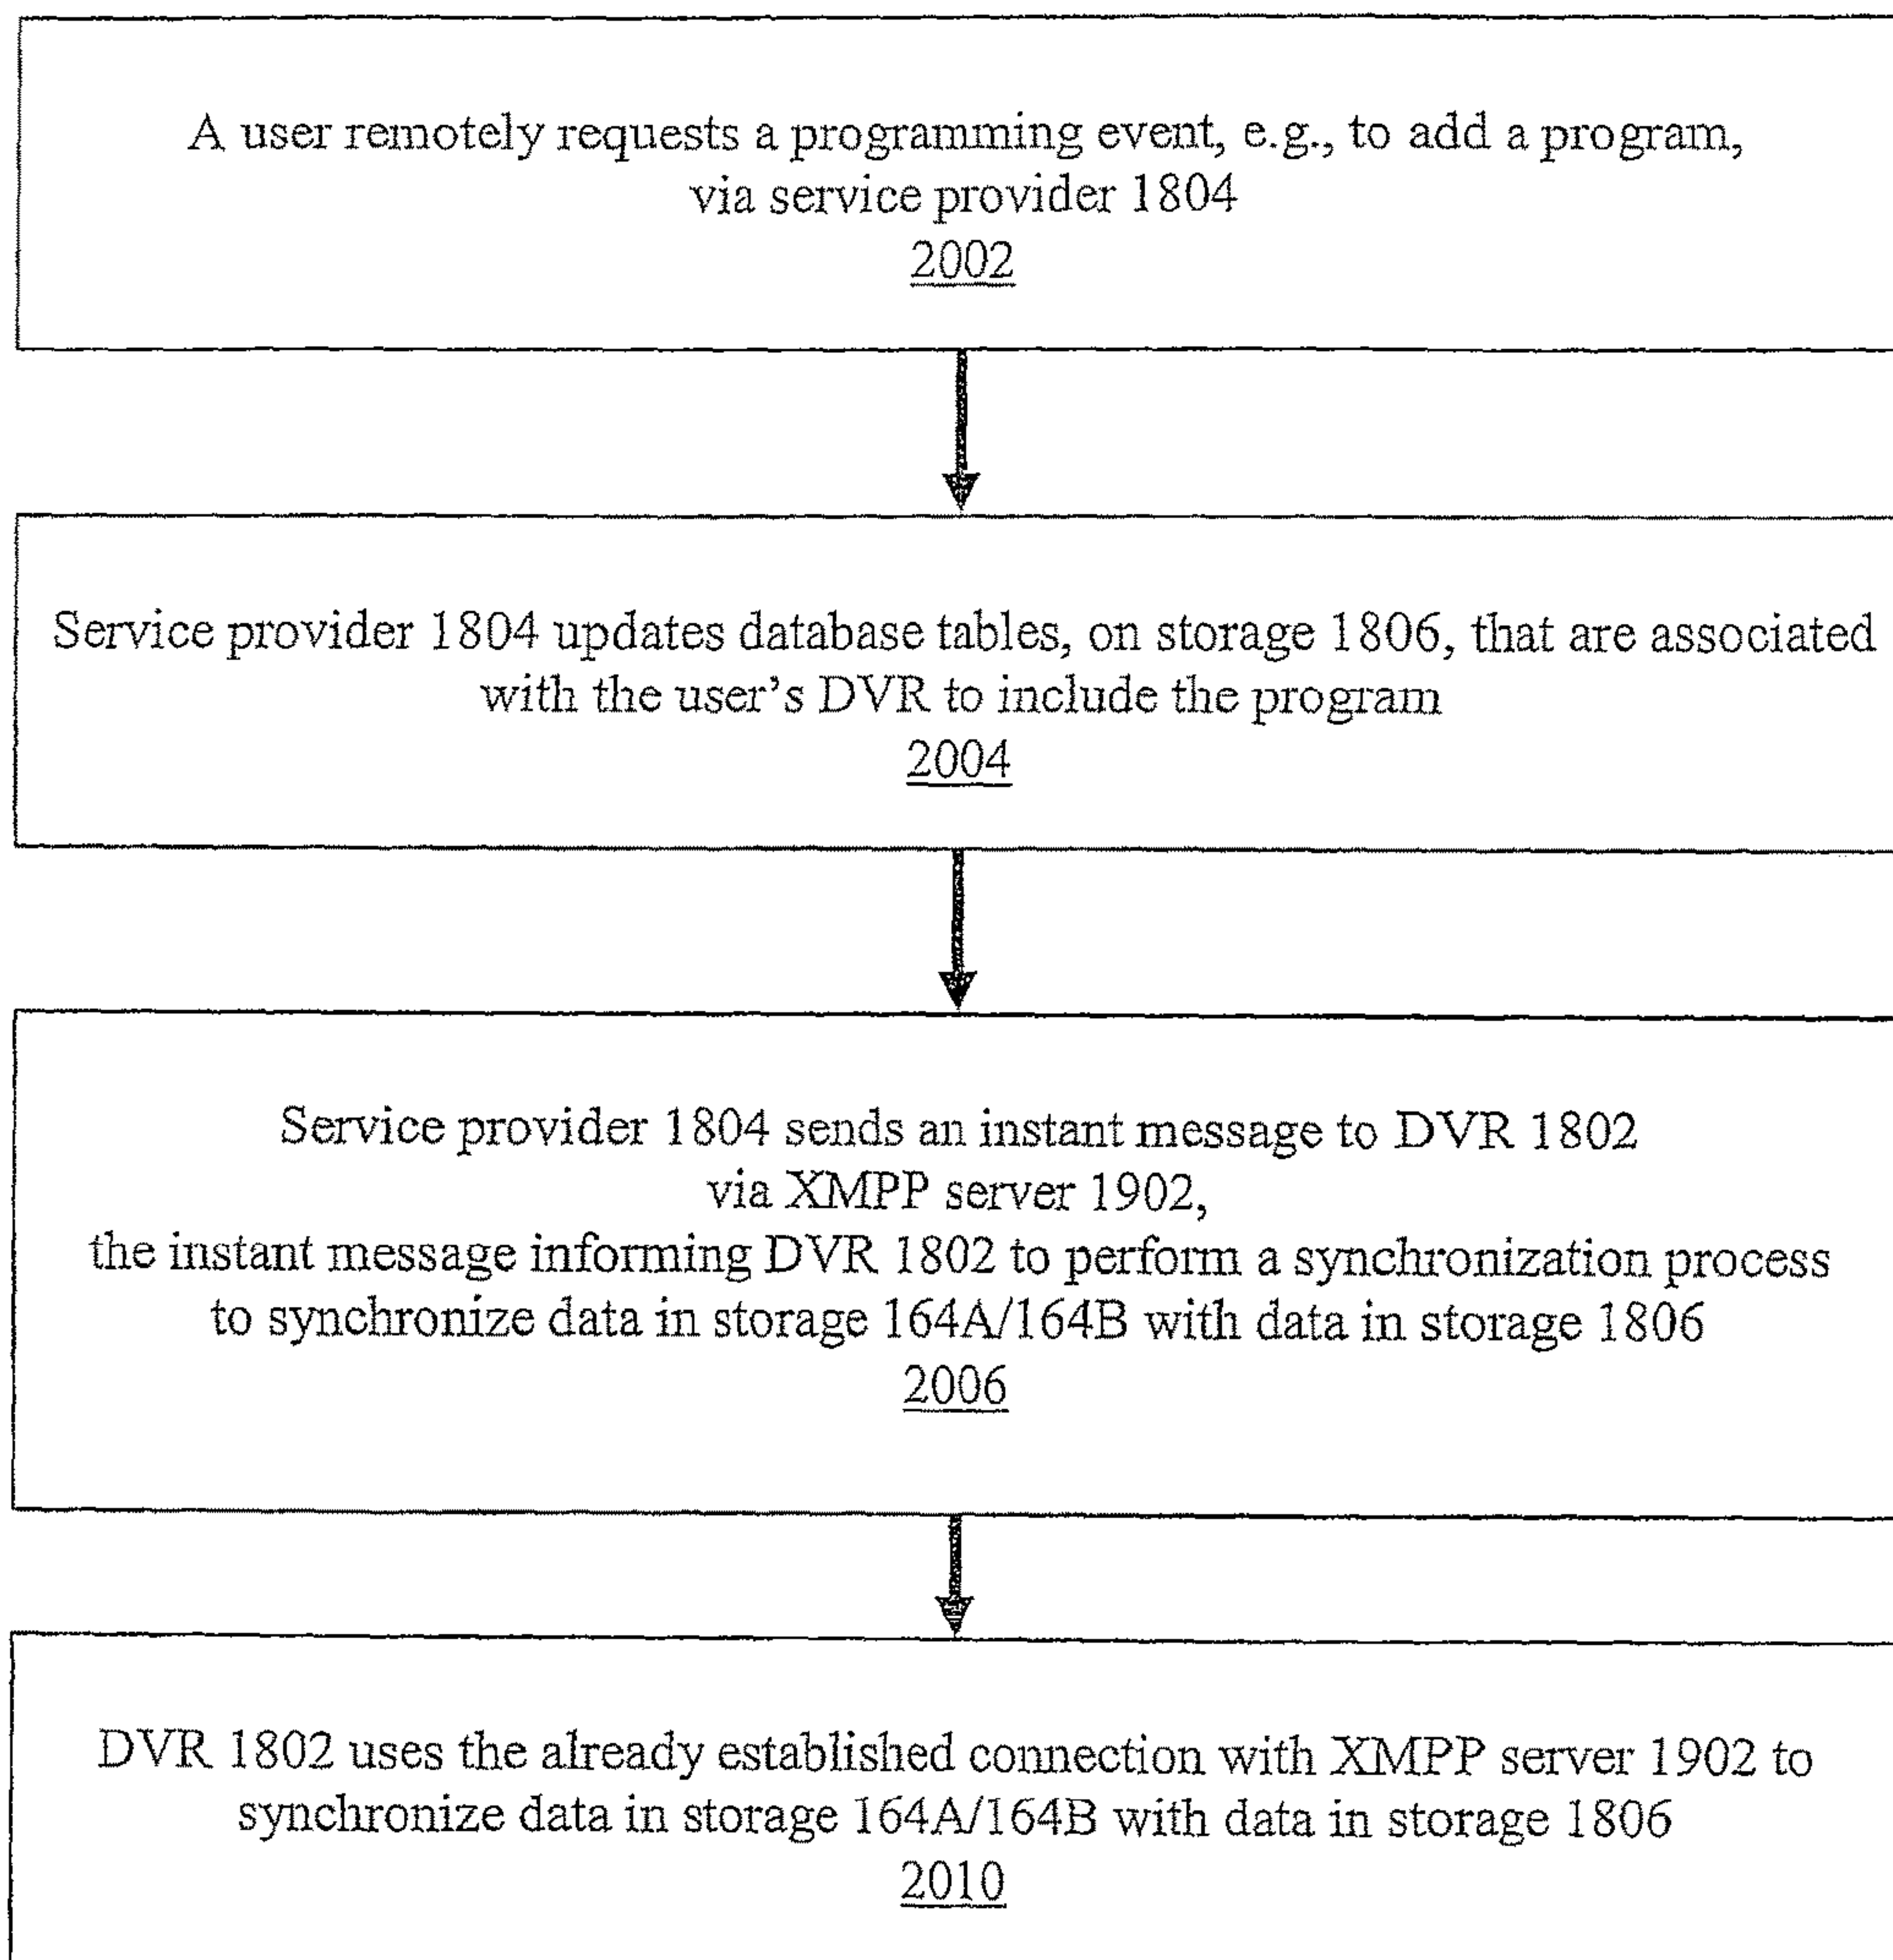 A user remotely requests a programming event, e.g., to add a program,
via service provider 1804
2002
Service provider 1804 updates database tables, on storage 1806, that are associated
with the user's DVR to include the program
2004
Service provider 1804 sends an instant message to DVR 1802
via XMPP server 1902,
the instant message informing DVR 1802 to perform a synchronization process
to synchronize data in storage 164A/164B with data in storage 1806
2006
DVR 1802 uses the already established connection with XMPP server 1902 to
synchronize data in storage 164A/164B with data in storage 1806
2010